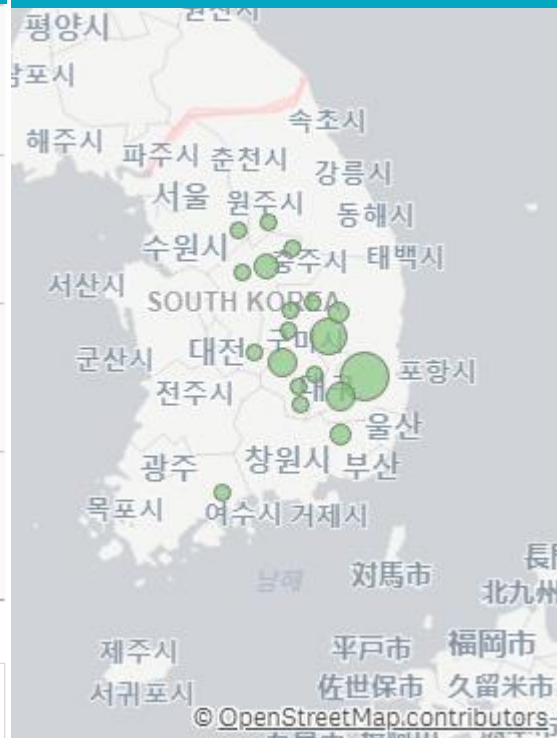 평양시
해주시
파주시 춘천시
속초시
강릉시
서울 원주시
동해시
수원시
충주시 태백시
서산시
SOUTH KOREA
대전 구미시
군산시
포항시
전주시
대구
울산
창원시 부산
광주
목포시
여수시 거제시
남해
対馬市
北九州
제주시
平戸市 福岡市
서귀포시
佐世保市 久留米市
© OpenStreetMap contributors